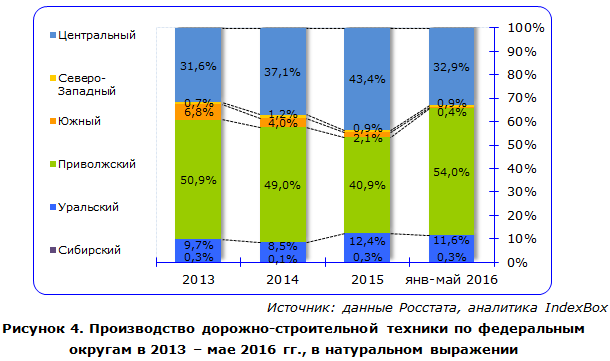 Центральный
Северо-
Западный
Южный
Приволжский
Уральский
Сибирский
100%
90%
80%
70%
60%
50%
40%
30%
20%
10%
0%
31,6% 37,1% 43,4% 32,9%
0,7% 1,2% 0,9% 0,9%
6,8% 4,0% 2,1% 0,4%
50,9% 49,0% 40,9% 54,0%
9,7% 8,5% 12,4% 11,6%
0,3% 0,1% 0,3% 0,3%
2013 2014 2015 янв-май 2016
Источник: данные Росстата, аналитика IndexBox
Рисунок 4. Производство дорожно-строительной техники по федеральным
округам в 2013 – мае 2016 гг., в натуральном выражении